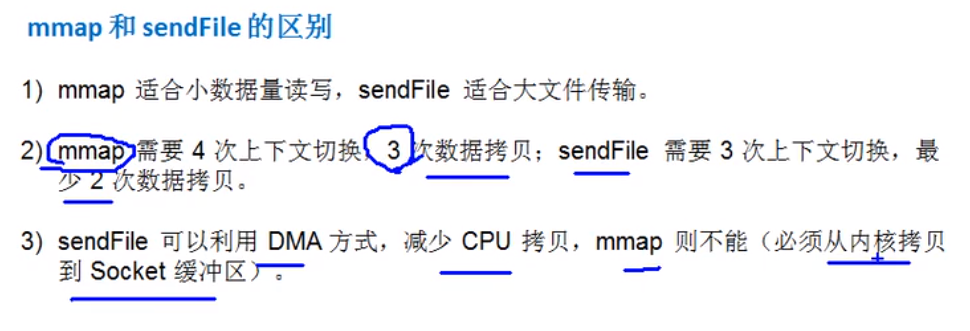 mmap 和 sendFile 的区别
1) mmap 适合小数据量读写，sendFile 适合大文件传输。
2) mmap 需要 4 次上下文切换，3 次数据拷贝；sendFile 需要 3 次上下文切换，最
少 2 次数据拷贝。
3) sendFile 可以利用 DMA 方式，减少 CPU 拷贝，mmap 则不能（必须从内核拷贝
到 Socket 缓冲区）。